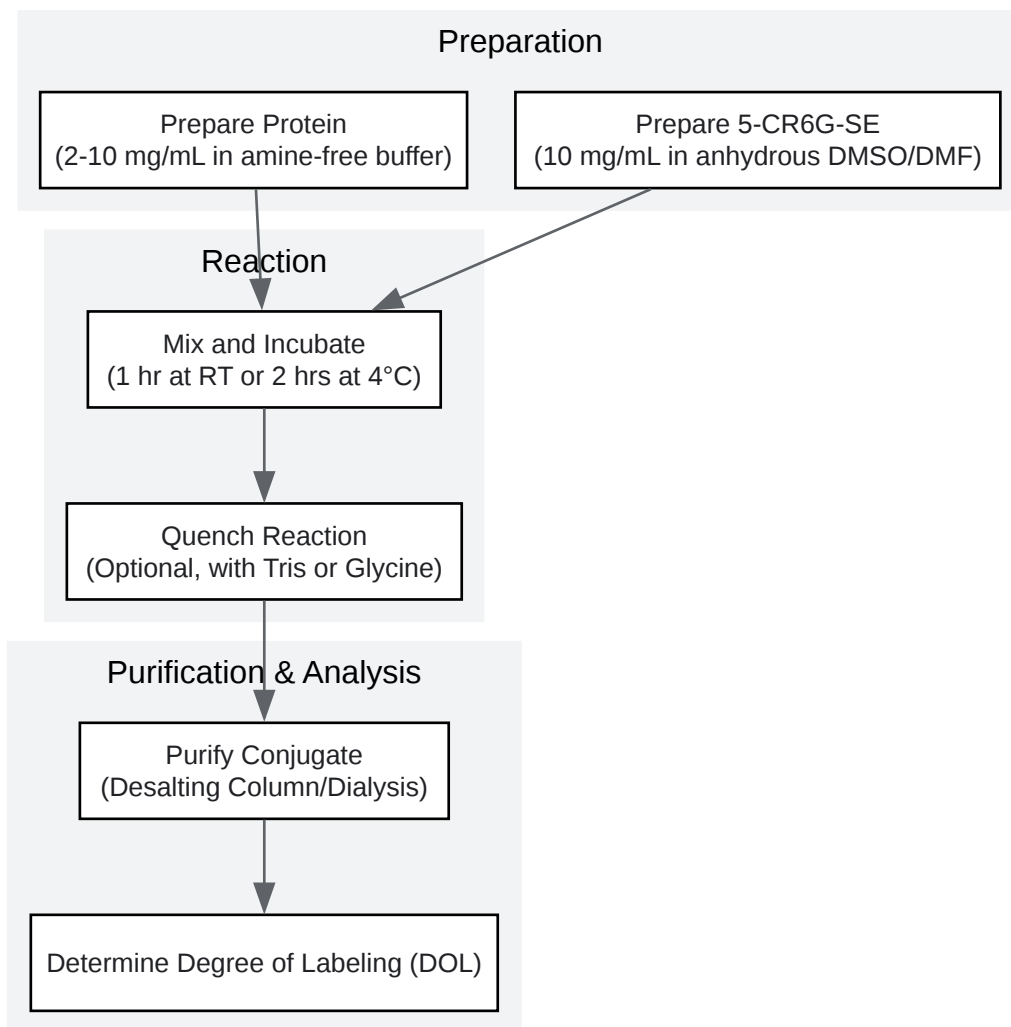 Preparation
Prepare Protein
(2-10 mg/mL in amine-free buffer)
Prepare 5-CR6G-SE
(10 mg/mL in anhydrous DMSO/DMF)
Reaction
Mix and Incubate
(1 hr at RT or 2 hrs at 4°C)
Quench Reaction
(Optional, with Tris or Glycine)
Purification & Analysis
Purify Conjugate
(Desalting Column/Dialysis)
Determine Degree of Labeling (DOL)